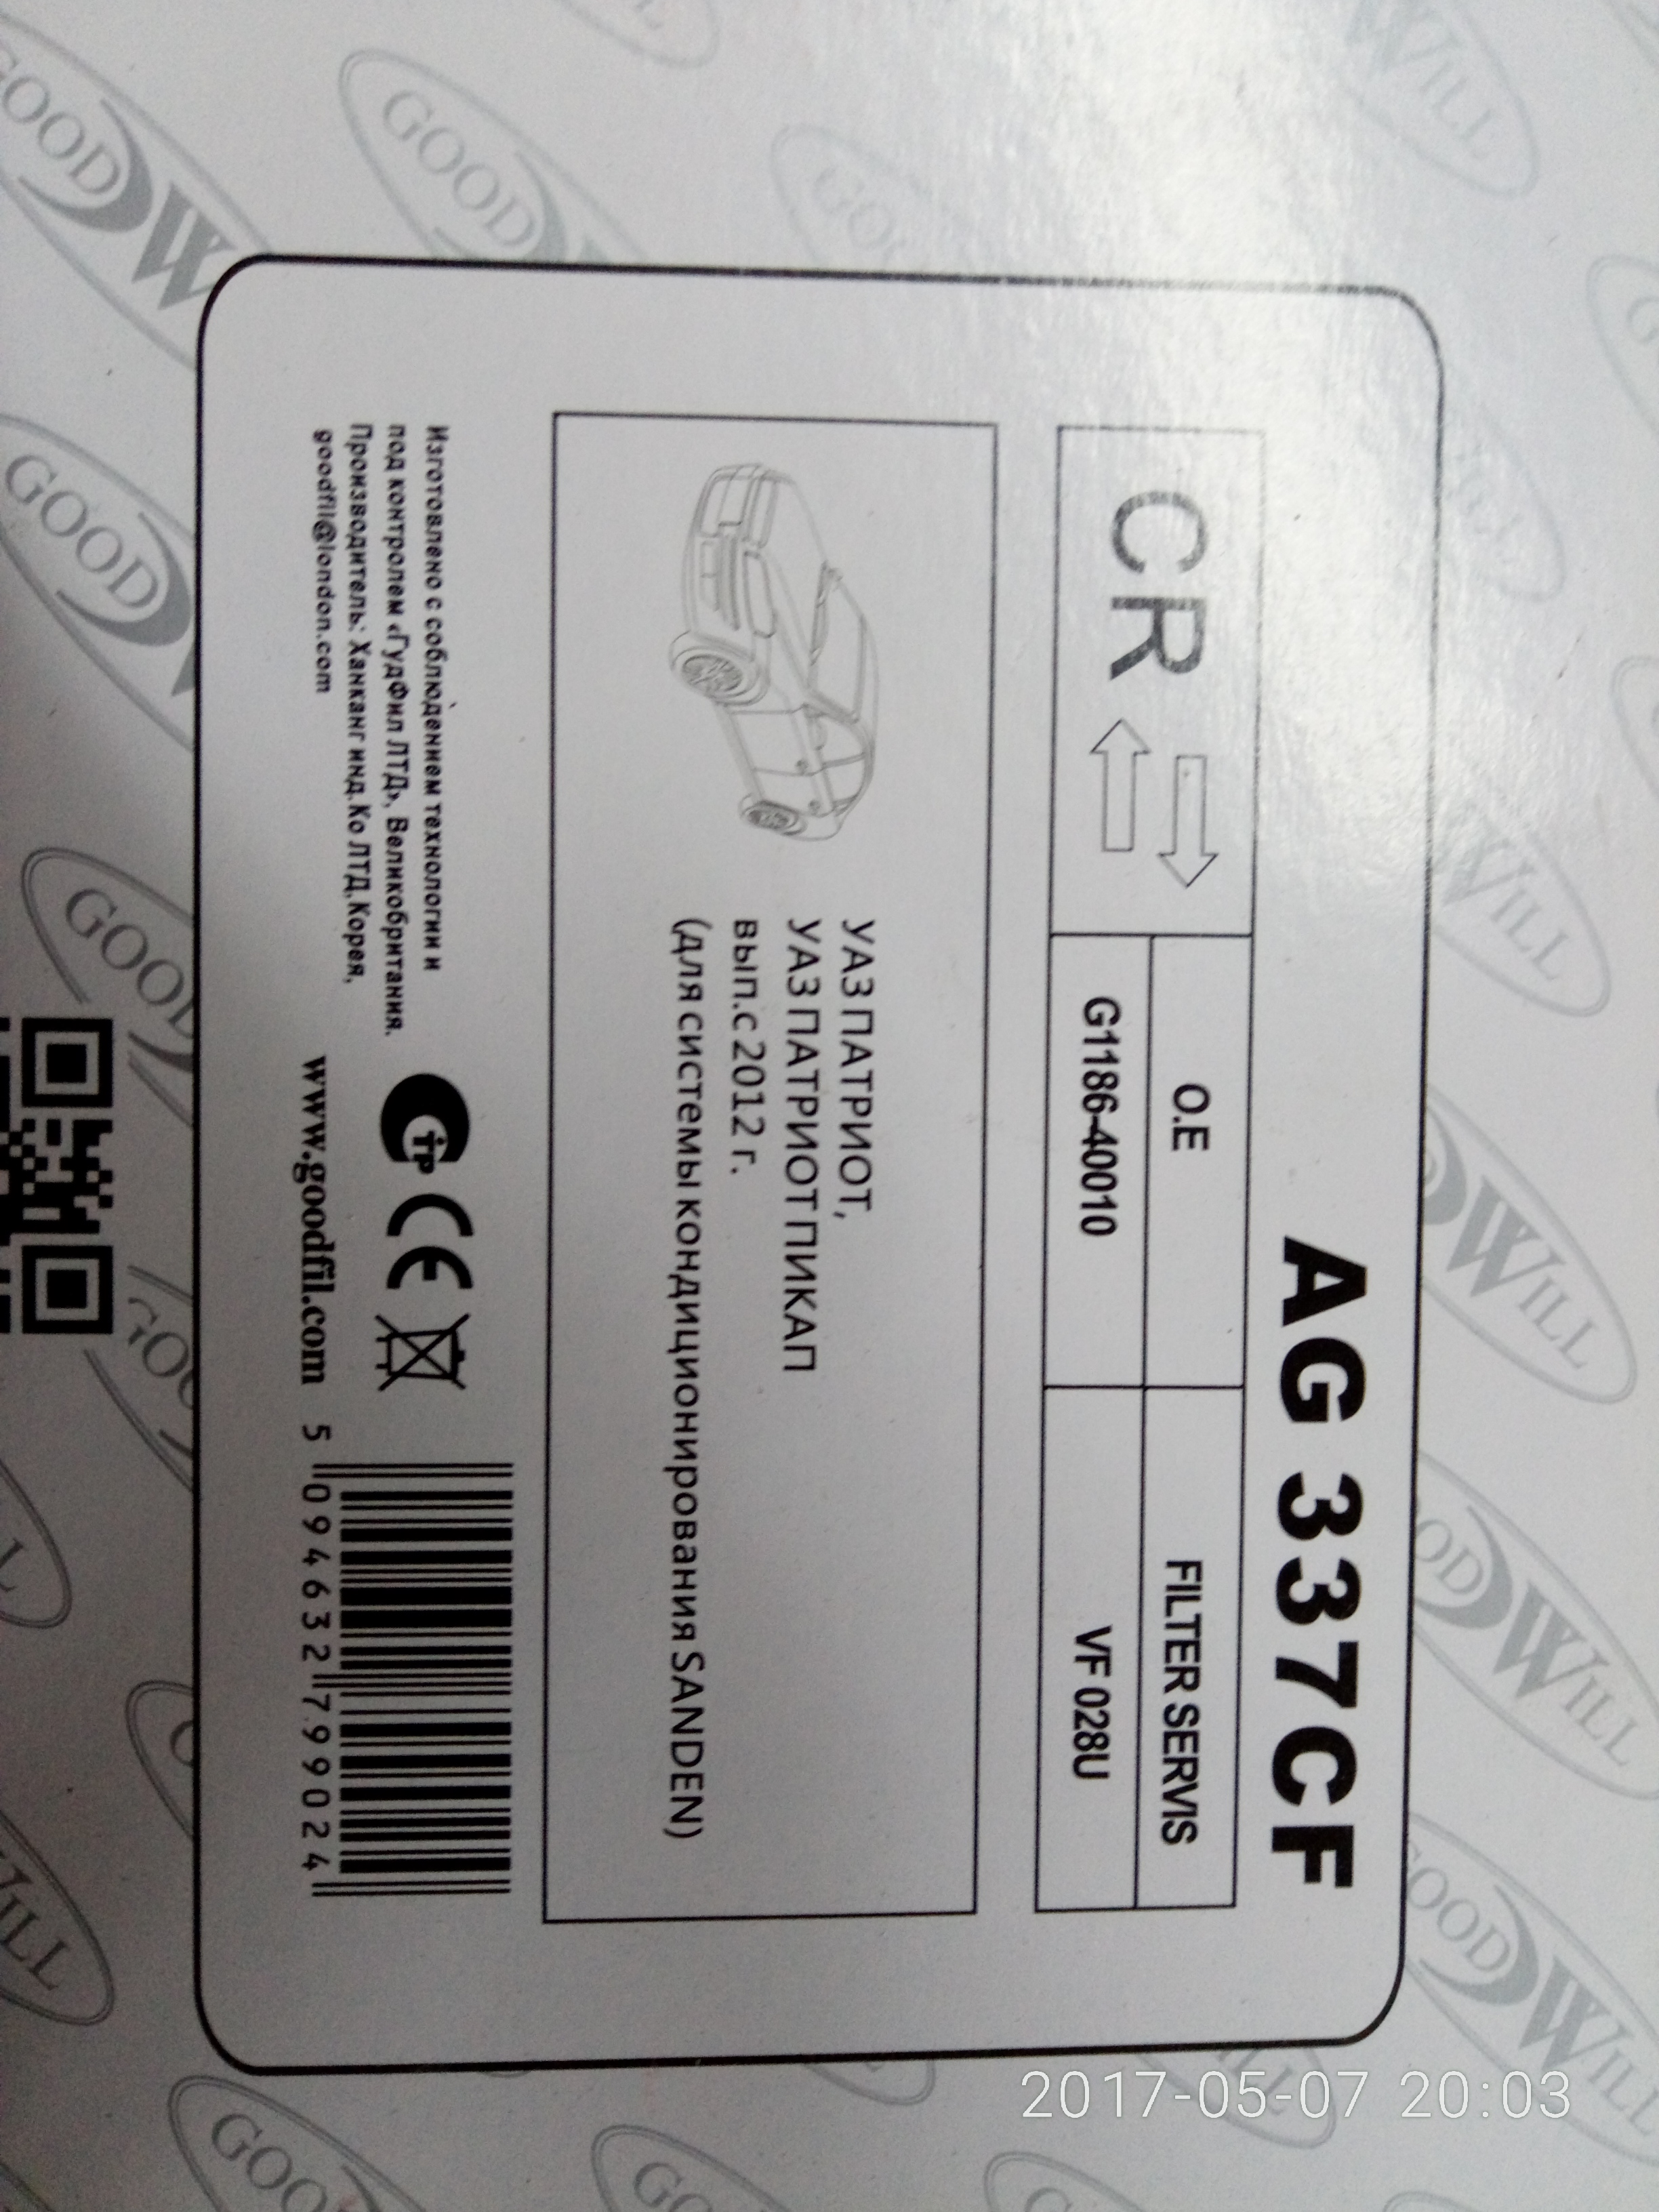 AG 337CF
CR
O.E
FILTER SERVIS
G1186-40010
VF 028U
УАЗ ПАТРИОТ,
УАЗ ПАТРИОТ ПИКАП
вып.с 2012 г.
(для системы кондиционирования SANDEN)
Изготовлено с соблюдением технологии и
под контролем «ГудФил ЛТД», Великобритания.
Производитель: Ханканг инд. Ко ЛТД, Корея,
goodfil@london.com
CE
www.goodfil.com
5 094632 799024
GOODWILL
2017-05-07 20:03